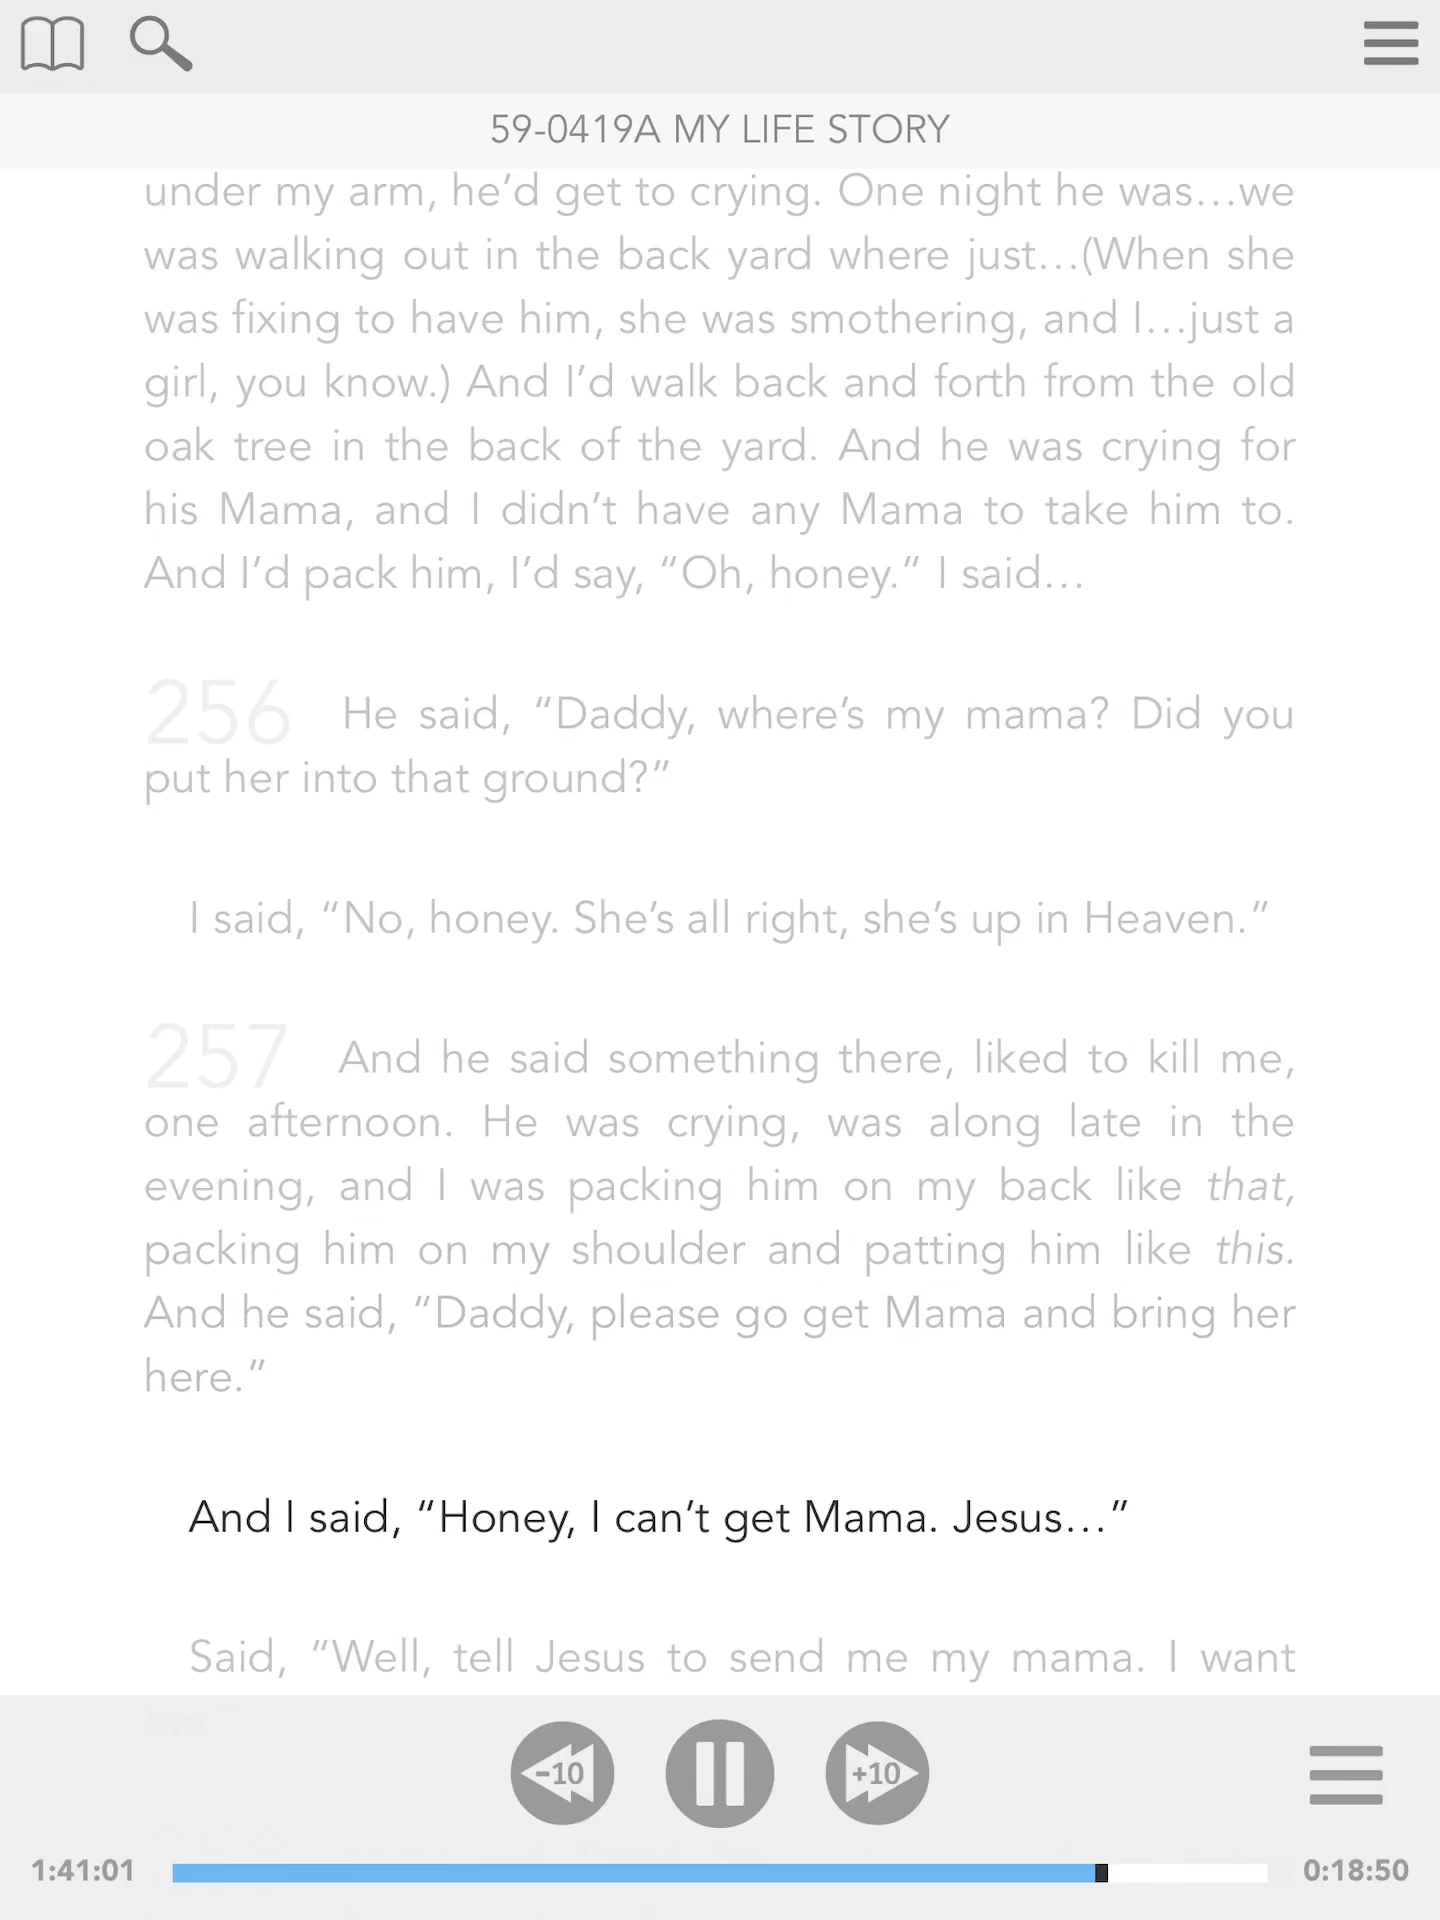 59-0419A MY LIFE STORY
under my arm, he’d get to crying. One night he was…we
was walking out in the back yard where just…(When she
was fixing to have him, she was smothering, and I…just a
girl, you know.) And I’d walk back and forth from the old
oak tree in the back of the yard. And he was crying for
his Mama, and I didn’t have any Mama to take him to.
And I’d pack him, I’d say, “Oh, honey.” I said…
256 He said, “Daddy, where’s my mama? Did you
put her into that ground?”
I said, “No, honey. She’s all right, she’s up in Heaven.”
257 And he said something there, liked to kill me,
one afternoon. He was crying, was along late in the
evening, and I was packing him on my back like that,
packing him on my shoulder and patting him like this.
And he said, “Daddy, please go get Mama and bring her
here.”
And I said, “Honey, I can’t get Mama. Jesus…”
Said, “Well, tell Jesus to send me my mama. I want
-10 +10
1:41:01 0:18:50